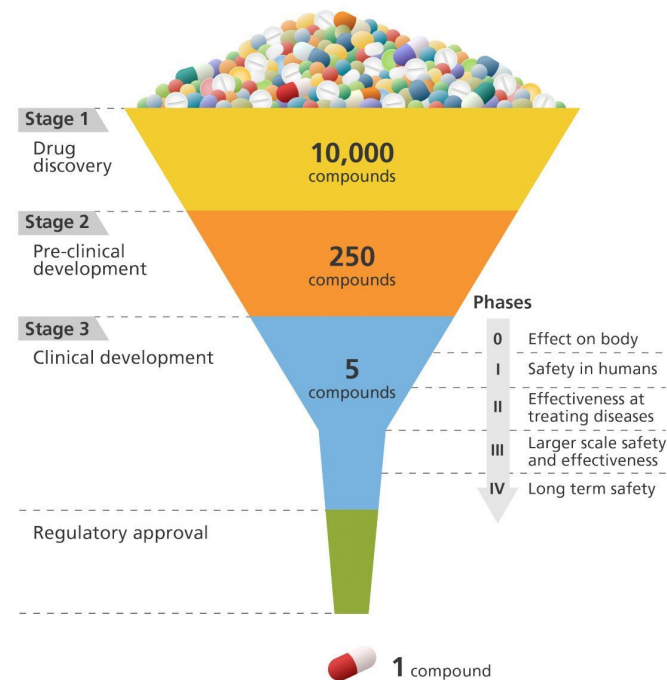 Stage 1
Drug
discovery
10,000
compounds
Stage 2
Pre-clinical
development
250
compounds
Stage 3
Clinical development
5
compounds
Phases
0 Effect on body
I Safety in humans
II Effectiveness at
treating diseases
III Larger scale safety
and effectiveness
IV Long term safety
Regulatory approval
1 compound